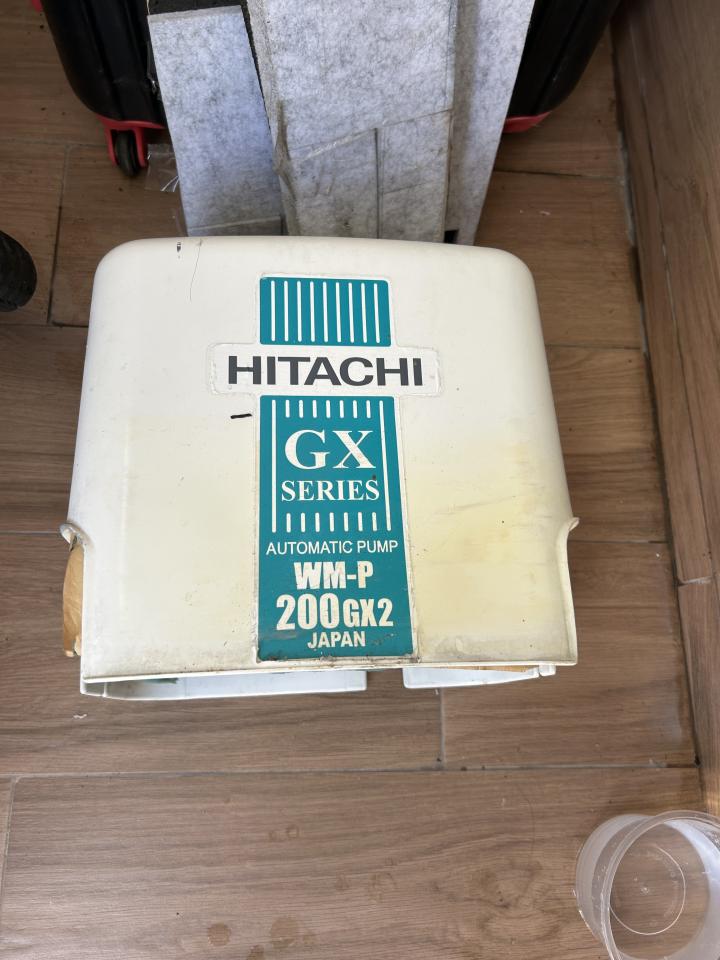 HITACHI
GX
SERIES
AUTOMATIC PUMP
WM-P
200GX2
JAPAN